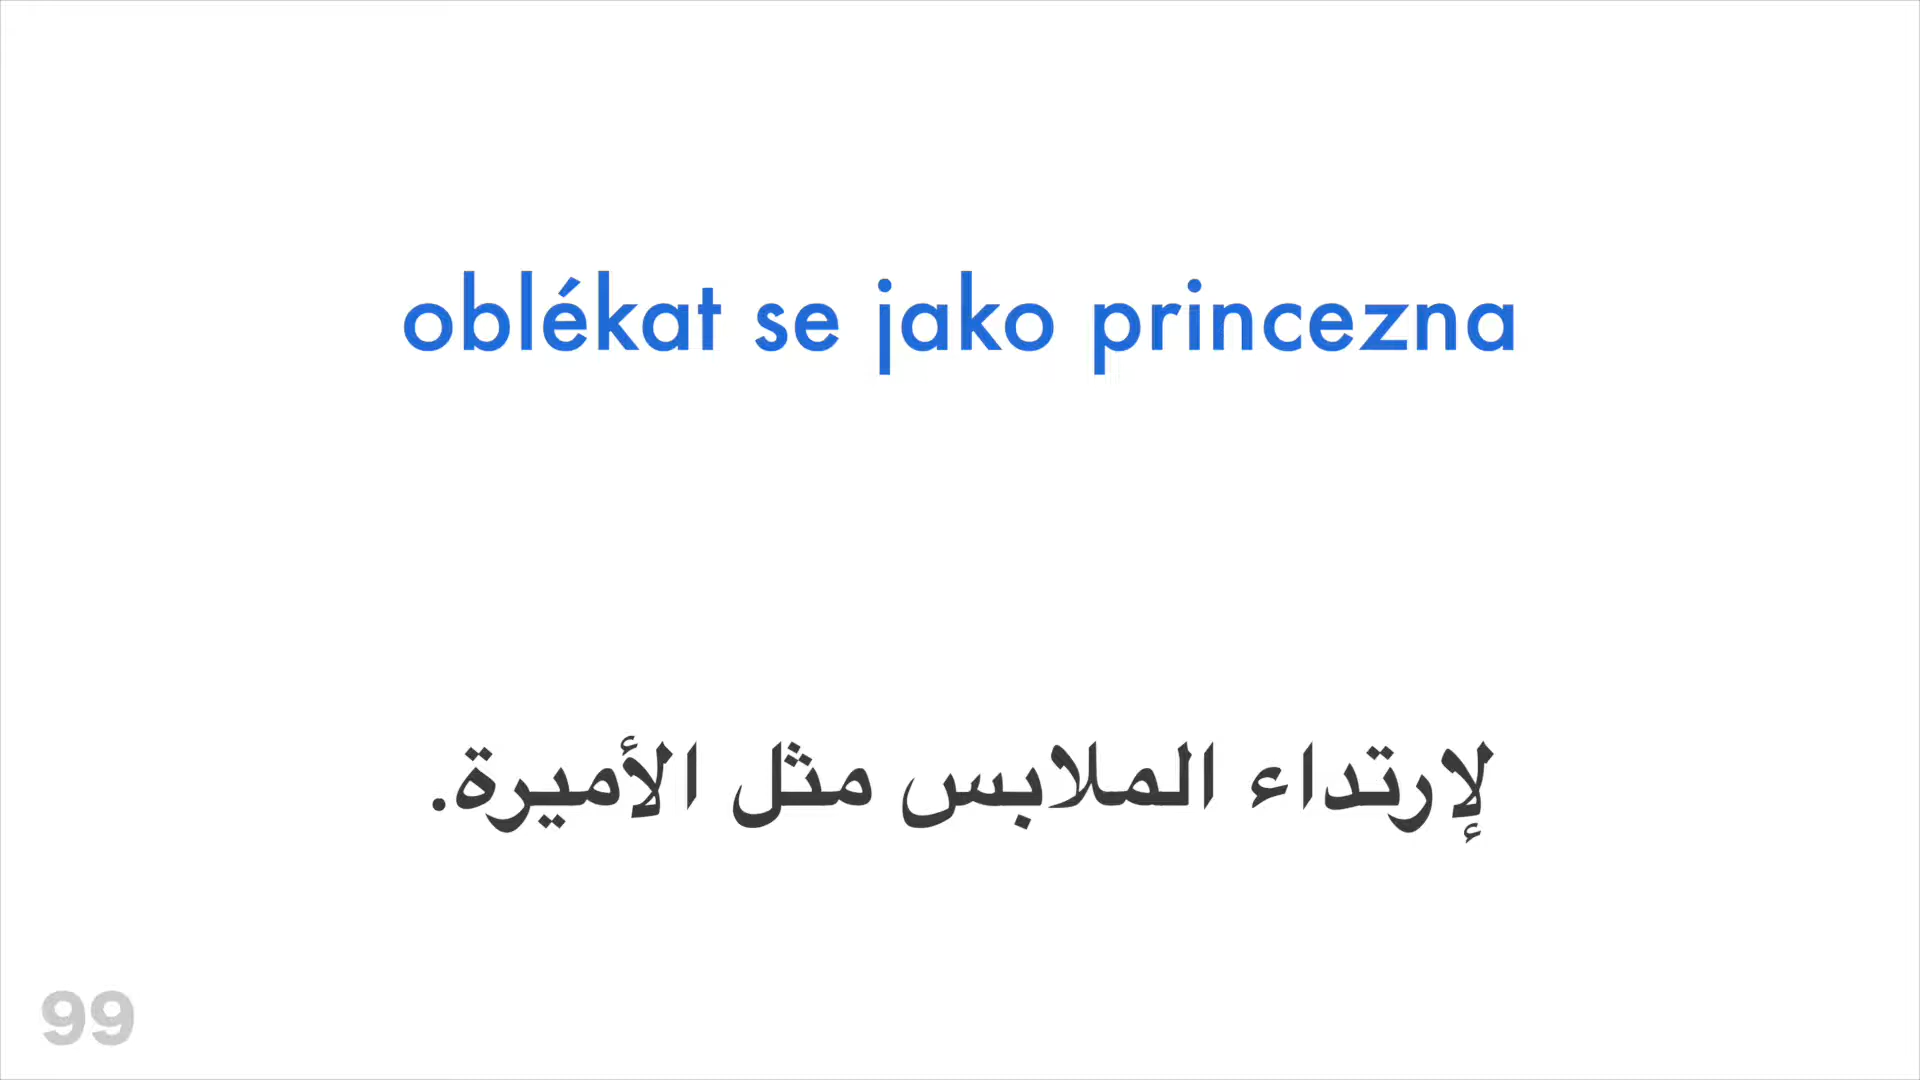 oblékat se jako princezna
لإرتداء الملابس مثل الأميرة.
99